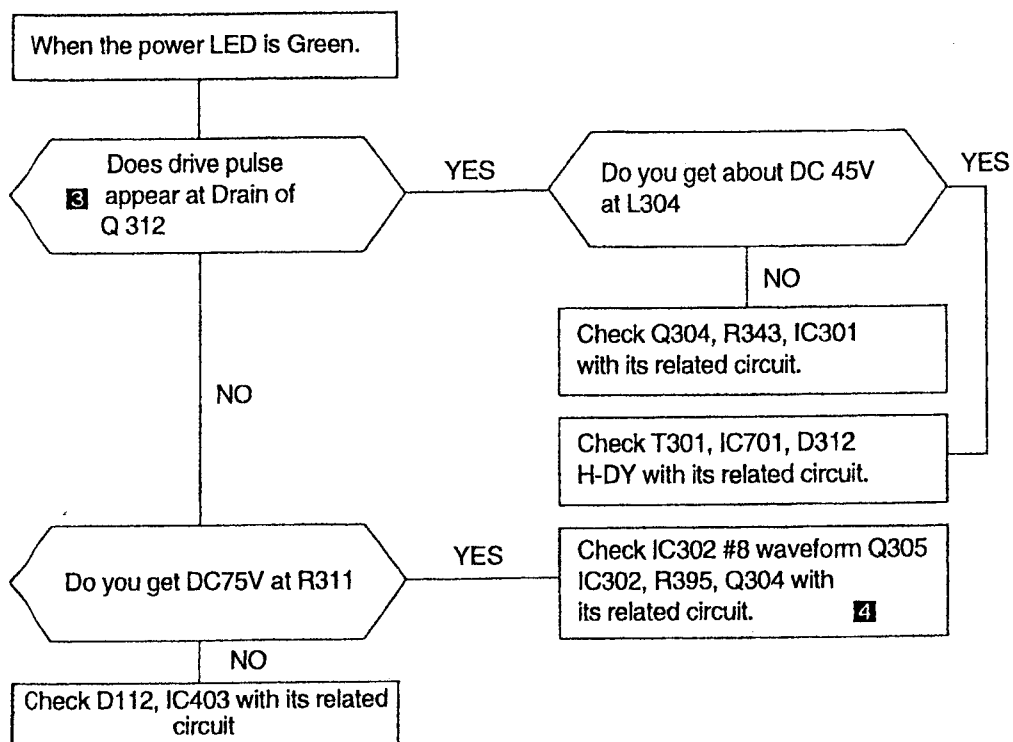 When the power LED is Green.
Does drive pulse
3 appear at Drain of
Q 312
YES
Do you get about DC 45V
at L304
YES
NO
Check Q304, R343, IC301
with its related circuit.
NO
Check T301, IC701, D312
H-DY with its related circuit.
Do you get DC75V at R311
YES
Check IC302 #8 waveform Q305
IC302, R395, Q304 with
its related circuit. 4
NO
Check D112, IC403 with its related
circuit